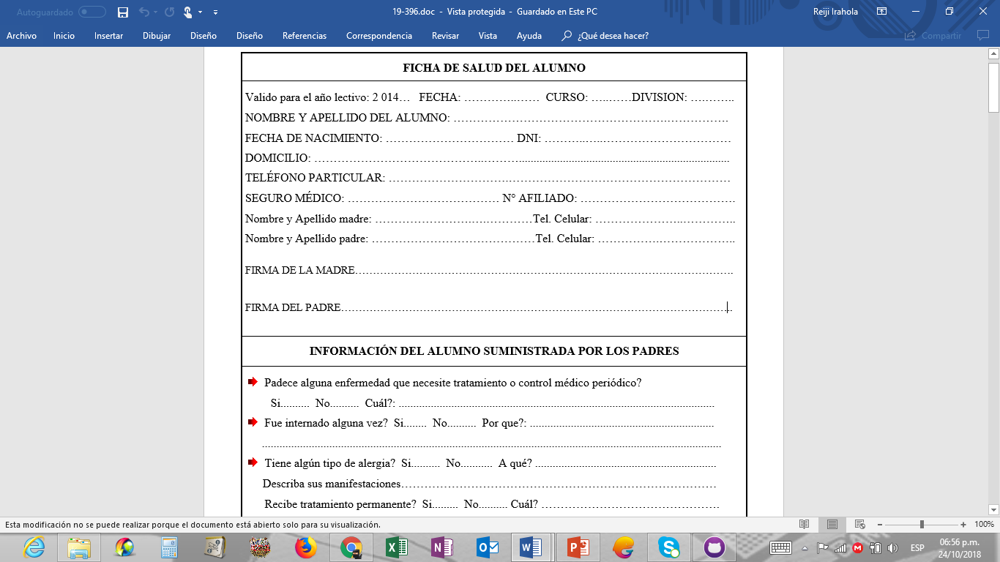 Autoguardado
19-396.doc - Vista protegida - Guardado en Este PC
Reiji Irahola
Archivo Inicio Insertar Dibujar Diseño Diseño Referencias Correspondencia Revisar Vista Ayuda ¿Qué desea hacer? Compartir
FICHA DE SALUD DEL ALUMNO
Valido para el año lectivo: 2 014… FECHA: ………….…… CURSO: …..……DIVISION: ………..
NOMBRE Y APELLIDO DEL ALUMNO: ……………………………………………….…………….
FECHA DE NACIMIENTO: …………………………… DNI: ……….…..……………………………
DOMICILIO: …………………………………….………..........................................................................
TELÉFONO PARTICULAR: ……………………………………………………………………………
SEGURO MÉDICO: ………………………………… N° AFILIADO: ………………………………….
Nombre y Apellido madre: …………………………………Tel. Celular: …………………..…………..
Nombre y Apellido padre: ……………………………………Tel. Celular: ……………………………..
FIRMA DE LA MADRE…………………………………………………………………………………….
FIRMA DEL PADRE………………………………………………………………………………………..
INFORMACIÓN DEL ALUMNO SUMINISTRADA POR LOS PADRES
Padece alguna enfermedad que necesite tratamiento o control médico periódico?
Si.......... No.......... Cuál?: ..............................................................................................................
Fue internado alguna vez? Si........ No.......... Por que?: ................................................................
................................................................................................................................................................
Tiene algún tipo de alergia? Si.......... No........... A qué? ...............................................................
Describa sus manifestaciones………………………………………………………………………
Recibe tratamiento permanente? Si......... No.......... Cuál? ……………………………………….
Esta modificación no se puede realizar porque el documento está abierto solo para su visualización.
100%
ESP
06:56 p.m.
24/10/2018